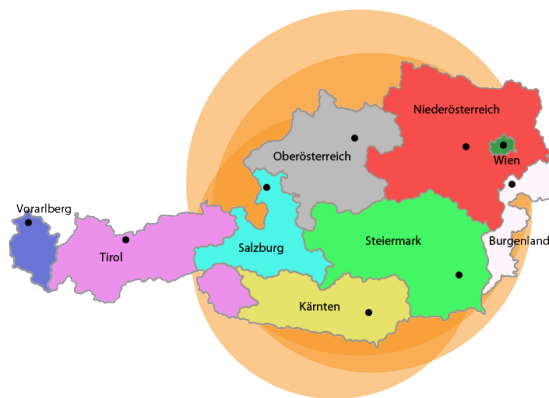 Niederösterreich
Oberösterreich
Wien
Vorarlberg
Salzburg
Steiermark
Burgenland
Tirol
Kärnten